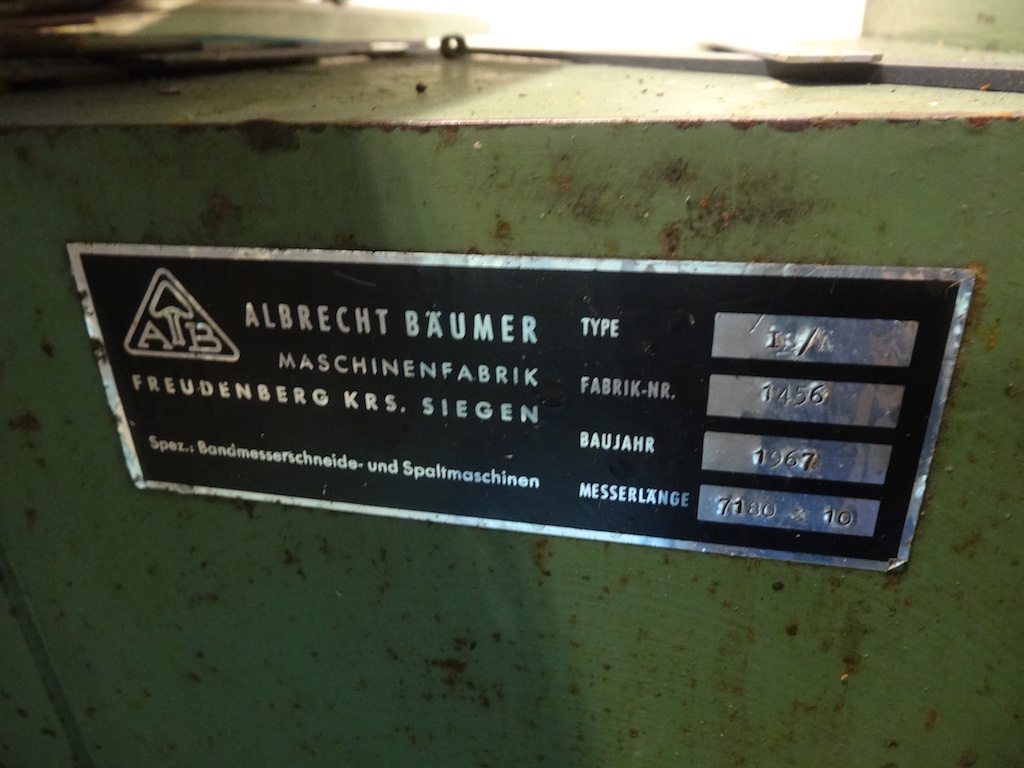 ATB
ALBRECHT BÄUMER
MASCHINENFABRIK
FREUDENBERG KRS. SIEGEN
Spez.: Bandmesserschneide- und Spaltmaschinen
TYPE
FABRIK-NR. 1456
BAUJAHR 1967
MESSERLÄNGE 7180 x 10